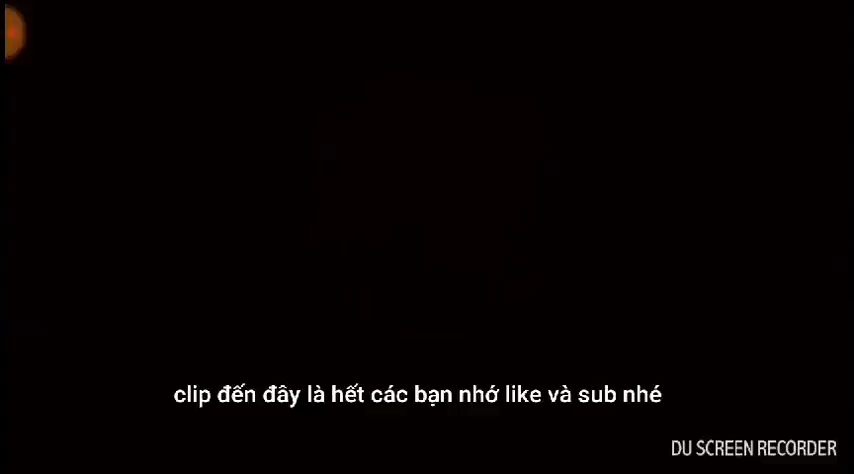 clip đến đây là hết các bạn nhớ like và sub nhé
DU SCREEN RECORDER